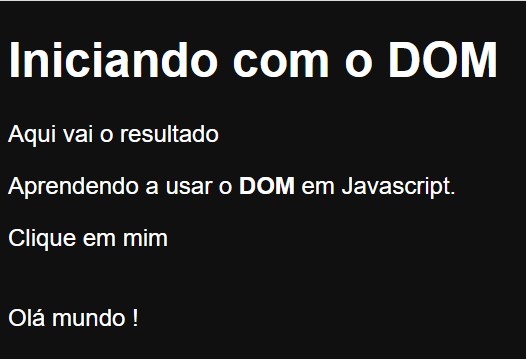 Iniciando com o DOM
Aqui vai o resultado
Aprendendo a usar o DOM em Javascript.
Clique em mim
Olá mundo !